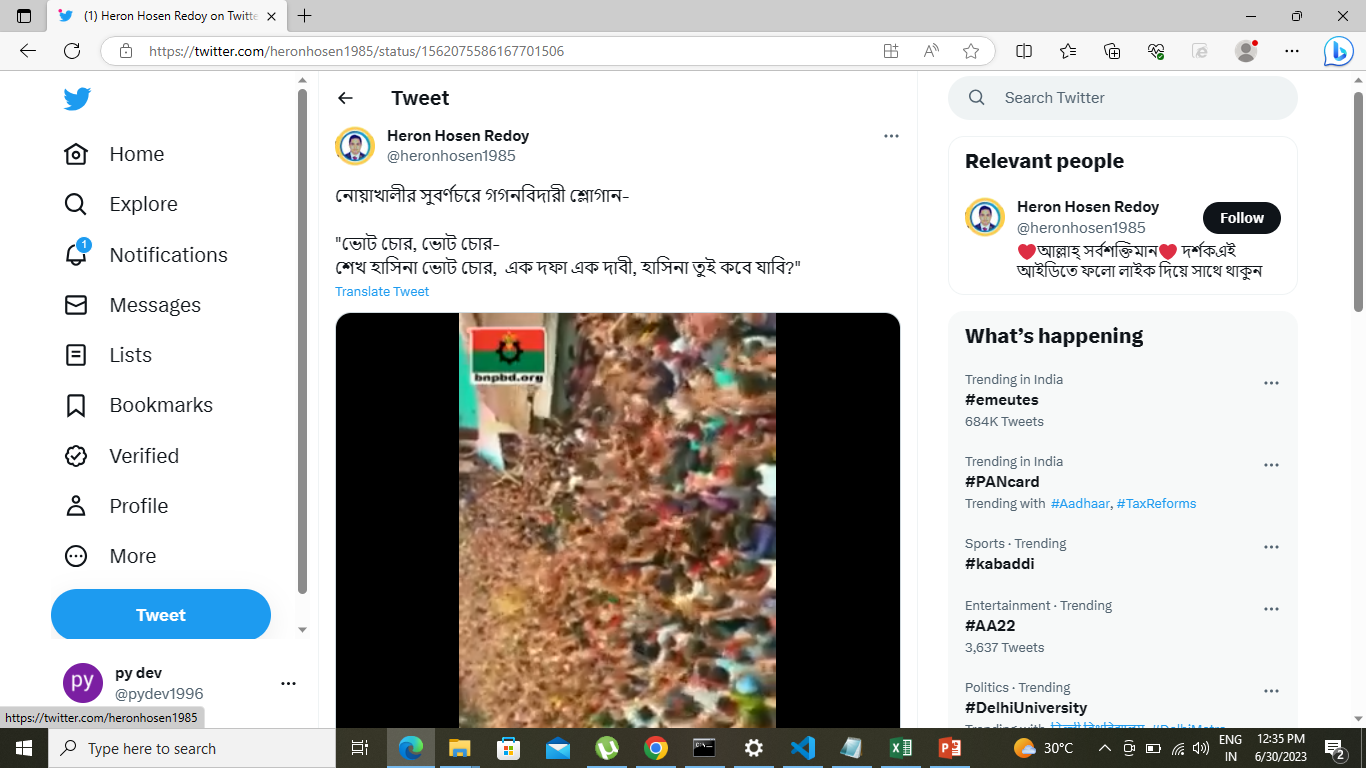 (1) Heron Hosen Redoy on Twitte
https://twitter.com/heronhosen1985/status/1562075586167701506
Home
Explore
1
Notifications
Messages
Lists
Bookmarks
Verified
Profile
More
Tweet
py
py dev
@pydev1996
https://twitter.com/heronhosen1985
Tweet
Heron Hosen Redoy
@heronhosen1985
নোয়াখালীর সুবর্ণচরে গগনবিদারী শ্লোগান-
"ভোট চোর, ভোট চোর-
শেখ হাসিনা ভোট চোর, এক দফা এক দাবী, হাসিনা তুই কবে যাবি?"
Translate Tweet
bnpbd.org
Search Twitter
Relevant people
Heron Hosen Redoy
@heronhosen1985
Follow
❤️আল্লাহ্ সর্বশক্তিমান❤️ দর্শকএই
আইডিতে ফলো লাইক দিয়ে সাথে থাকুন
What's happening
Trending in India
#emeutes
684K Tweets
Trending in India
#PANcard
Trending with #Aadhaar, #TaxReforms
Sports · Trending
#kabaddi
Entertainment · Trending
#AA22
3,637 Tweets
Politics · Trending
#DelhiUniversity
Type here to search
30°C
ENG
IN
12:35 PM
6/30/2023
2